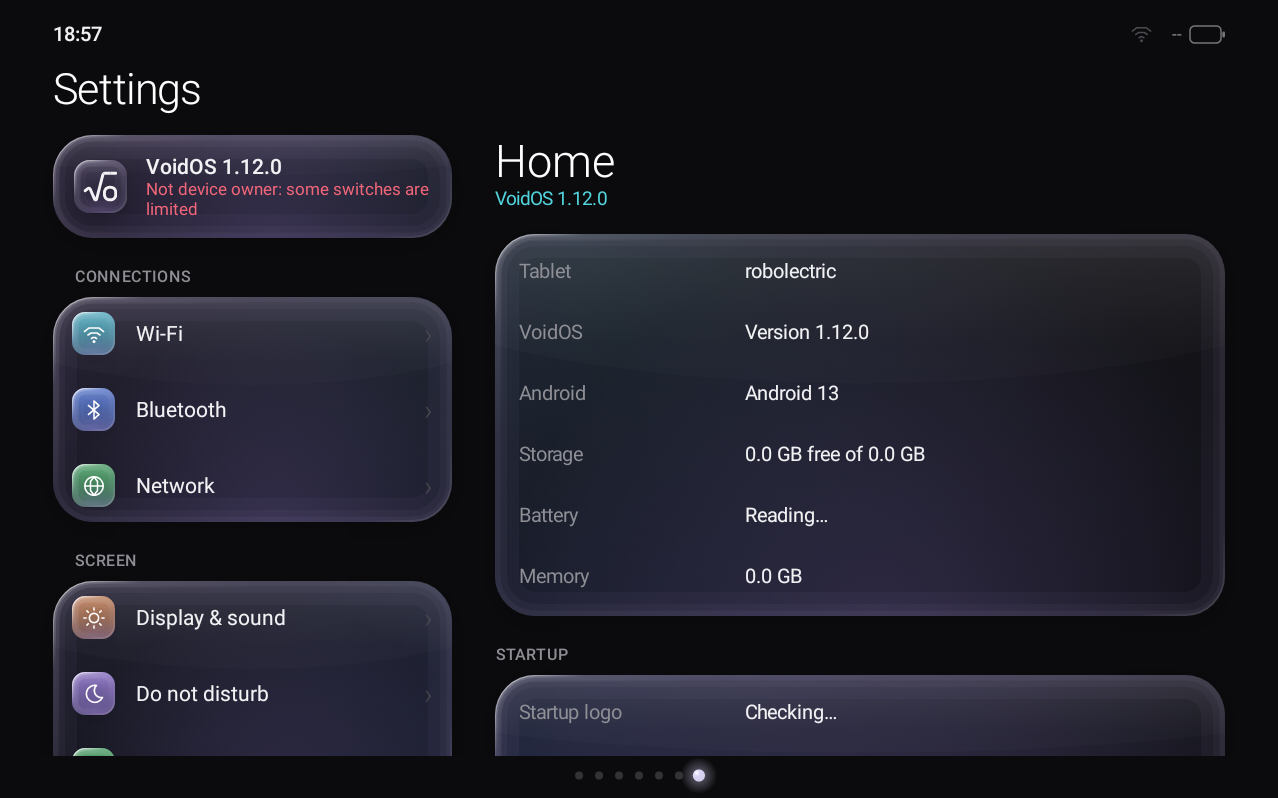 18:57
--
Settings
VoidOS 1.12.0
Not device owner: some switches are
limited
CONNECTIONS
Wi-Fi
Bluetooth
Network
SCREEN
Display & sound
Do not disturb
Home
VoidOS 1.12.0
Tablet robolectric
VoidOS Version 1.12.0
Android Android 13
Storage 0.0 GB free of 0.0 GB
Battery Reading…
Memory 0.0 GB
STARTUP
Startup logo Checking…